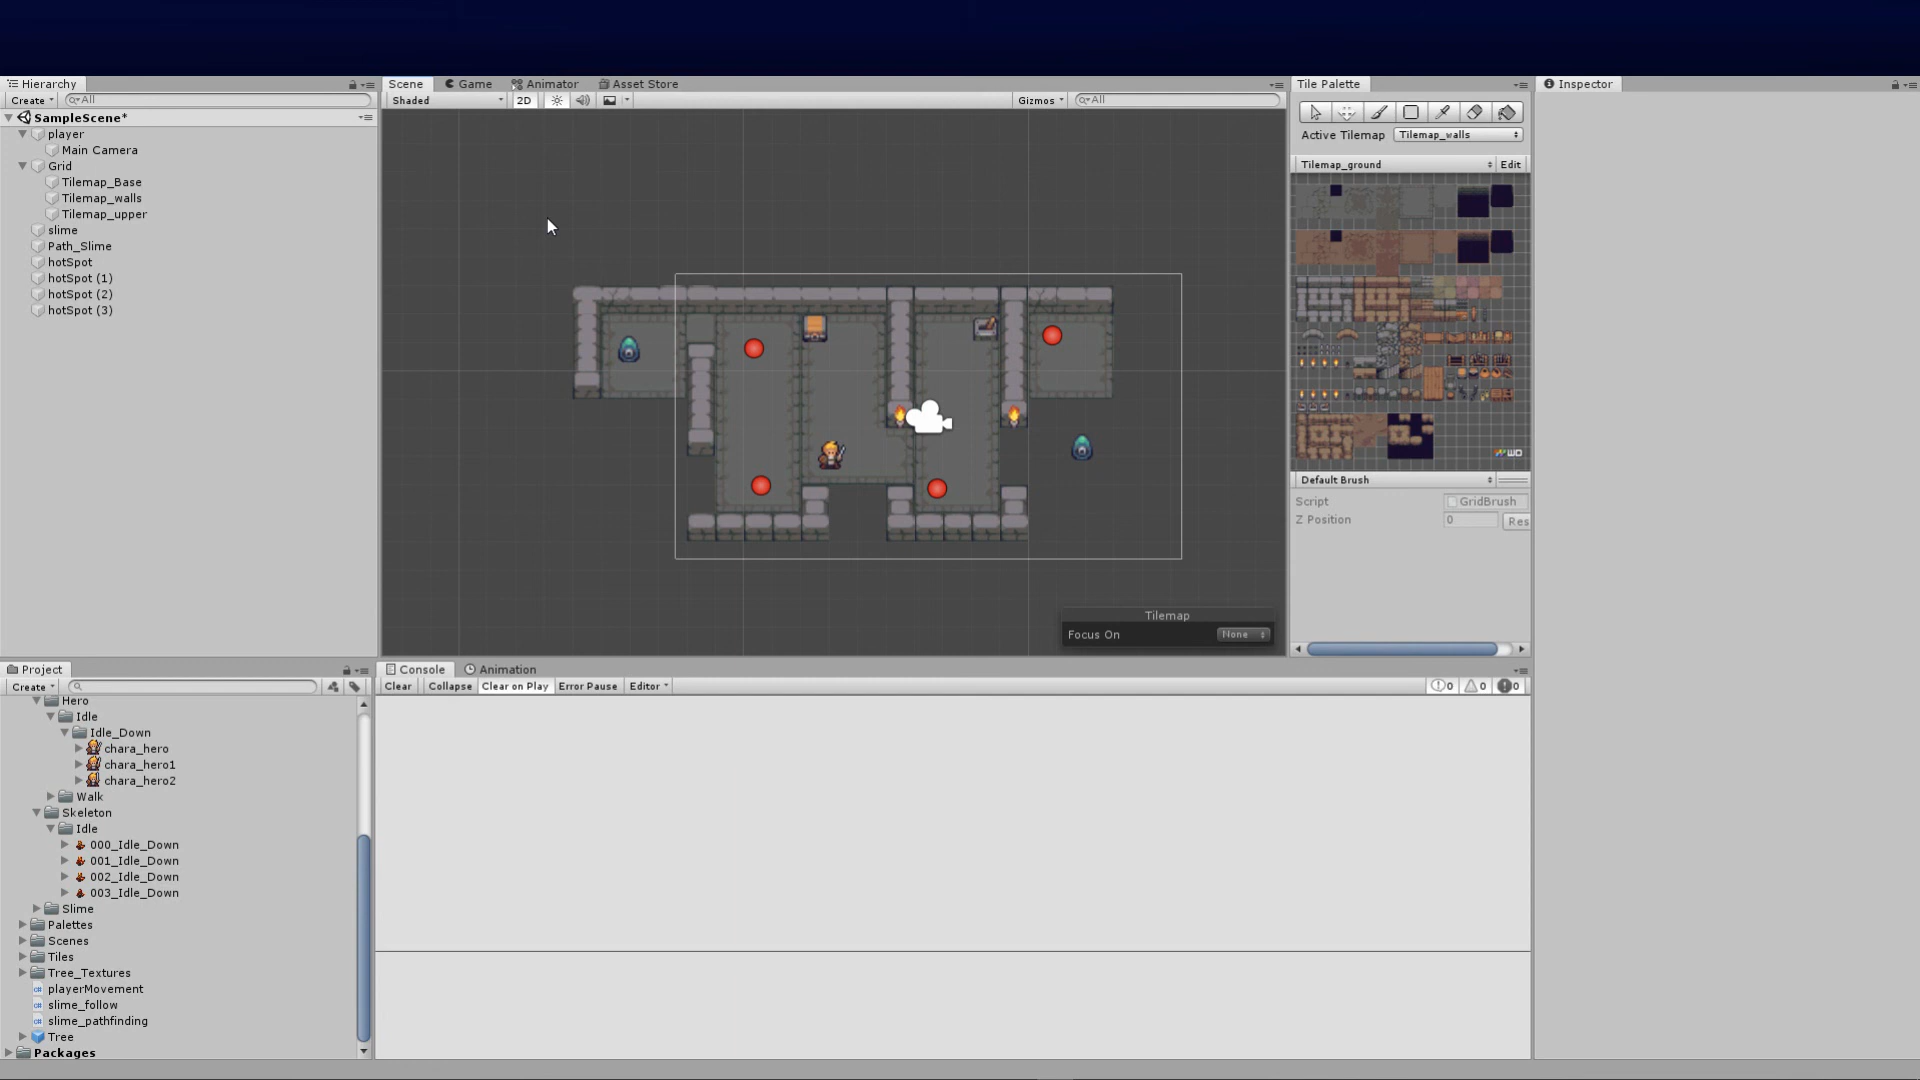 Hierarchy
Create
All
SampleScene*
player
Main Camera
Grid
Tilemap_Base
Tilemap_walls
Tilemap_upper
slime
Path_Slime
hotSpot
hotSpot (1)
hotSpot (2)
hotSpot (3)
Scene
Game
Animator
Asset Store
Shaded
2D
Gizmos
All
Tilemap
Focus On
None
Tile Palette
Active Tilemap
Tilemap_walls
Tilemap_ground
Edit
Default Brush
Script
GridBrush
Z Position
0
Res
Inspector
Project
Create
Hero
Idle
Idle_Down
chara_hero
chara_hero1
chara_hero2
Walk
Skeleton
Idle
000_Idle_Down
001_Idle_Down
002_Idle_Down
003_Idle_Down
Slime
Palettes
Scenes
Tiles
Tree_Textures
playerMovement
slime_follow
slime_pathfinding
Tree
Packages
Console
Animation
Clear
Collapse
Clear on Play
Error Pause
Editor
0
0
0